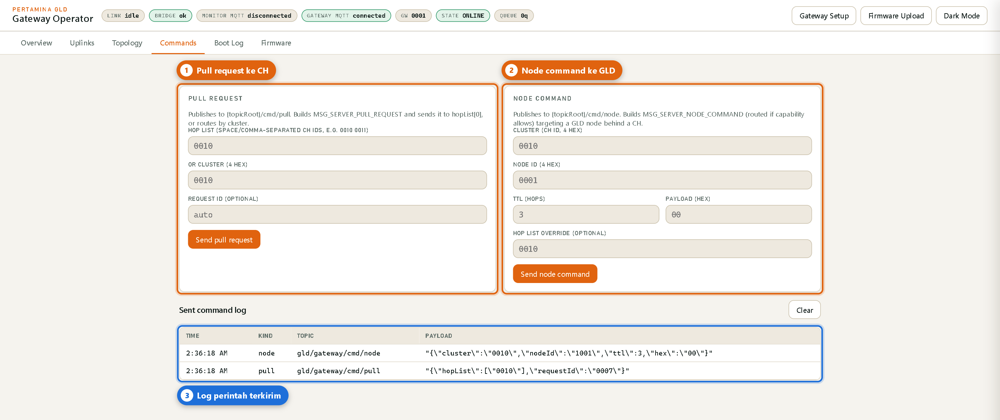 PERTAMINA GLD
Gateway Operator
LINK idle
BRIDGE ok
MONITOR MQTT disconnected
GATEWAY MQTT connected
GW 0001
STATE ONLINE
QUEUE 0q
Gateway Setup
Firmware Upload
Dark Mode
Overview
Uplinks
Topology
Commands
Boot Log
Firmware
1 Pull request ke CH
PULL REQUEST
Publishes to {topicRoot}/cmd/pull. Builds MSG_SERVER_PULL_REQUEST and sends it to hopList[0],
or routes by cluster.
HOP LIST (SPACE/COMMA-SEPARATED CH IDS, E.G. 0010 0011)
0010
OR CLUSTER (4 HEX)
0010
REQUEST ID (OPTIONAL)
auto
Send pull request
2 Node command ke GLD
NODE COMMAND
Publishes to {topicRoot}/cmd/node. Builds MSG_SERVER_NODE_COMMAND (routed if capability
allows) targeting a GLD node behind a CH.
CLUSTER (CH ID, 4 HEX)
0010
NODE ID (4 HEX)
0001
TTL (HOPS)
3
PAYLOAD (HEX)
00
HOP LIST OVERRIDE (OPTIONAL)
0010
Send node command
Sent command log
Clear
TIME KIND TOPIC PAYLOAD
2:36:18 AM node gld/gateway/cmd/node "{\"cluster\":\"0010\",\"nodeId\":\"1001\",\"ttl\":3,\"hex\":\"00\"}"
2:36:18 AM pull gld/gateway/cmd/pull "{\"hopList\":[\"0010\"],\"requestId\":\"0007\"}"
3 Log perintah terkirim